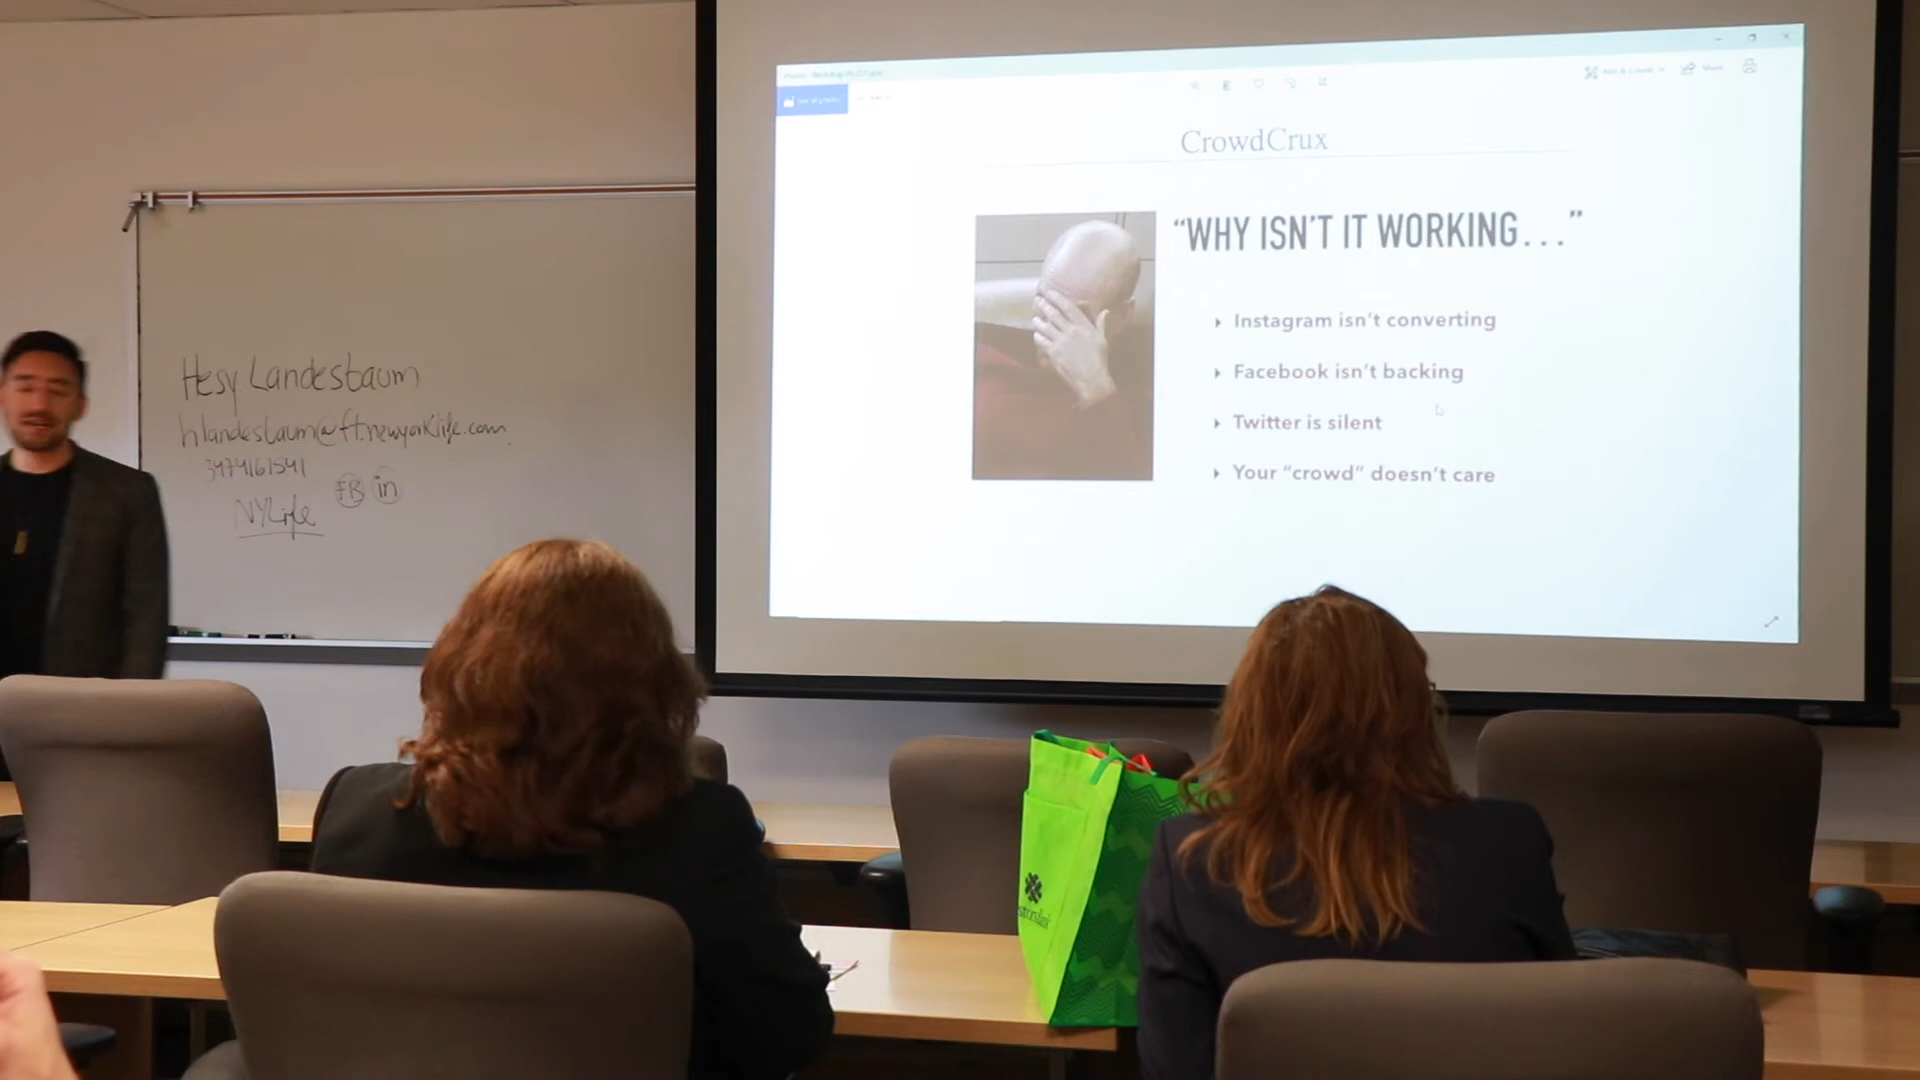 CrowdCrux
“WHY ISN’T IT WORKING...”
Instagram isn’t converting
Facebook isn’t backing
Twitter is silent
Your “crowd” doesn’t care
Hesy Landesbaum
hlandesbaum@ft.newyorklife.com
3474161541
FB in
NYLife